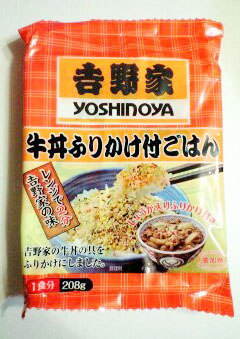 吉野家
YOSHINOYA
牛丼ふりかけ付ごはん
レンジで2分
吉野家の味
吉野家の牛丼の具を
ふりかけにしました。
1食分 208g